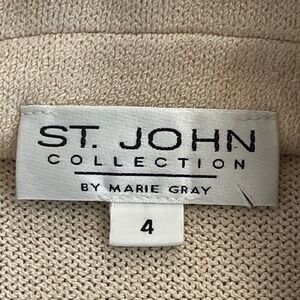 ST. JOHN
COLLECTION
BY MARIE GRAY
4